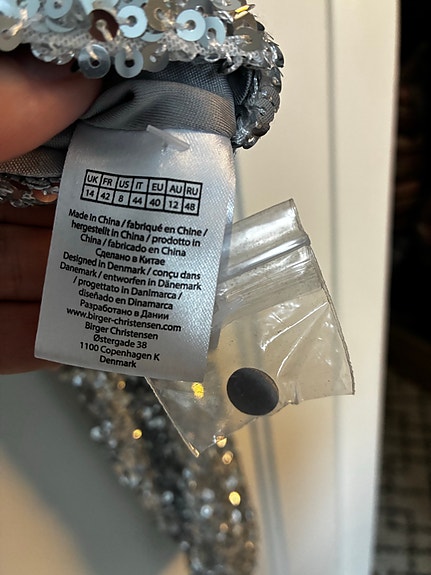 UK FR US IT EU AU RU
14 42 8 44 40 12 48
Made in China / fabriqué en Chine /
hergestellt in China / prodotto in
China / fabricado en China
Сделано в Китае
Designed in Denmark / conçu dans
Danemark / entworfen in Dänemark
/ progettato in Danimarca /
diseñado en Dinamarca
Разработано в Дании
www.birger-christensen.com
Birger Christensen
Østergade 38
1100 Copenhagen K
Denmark